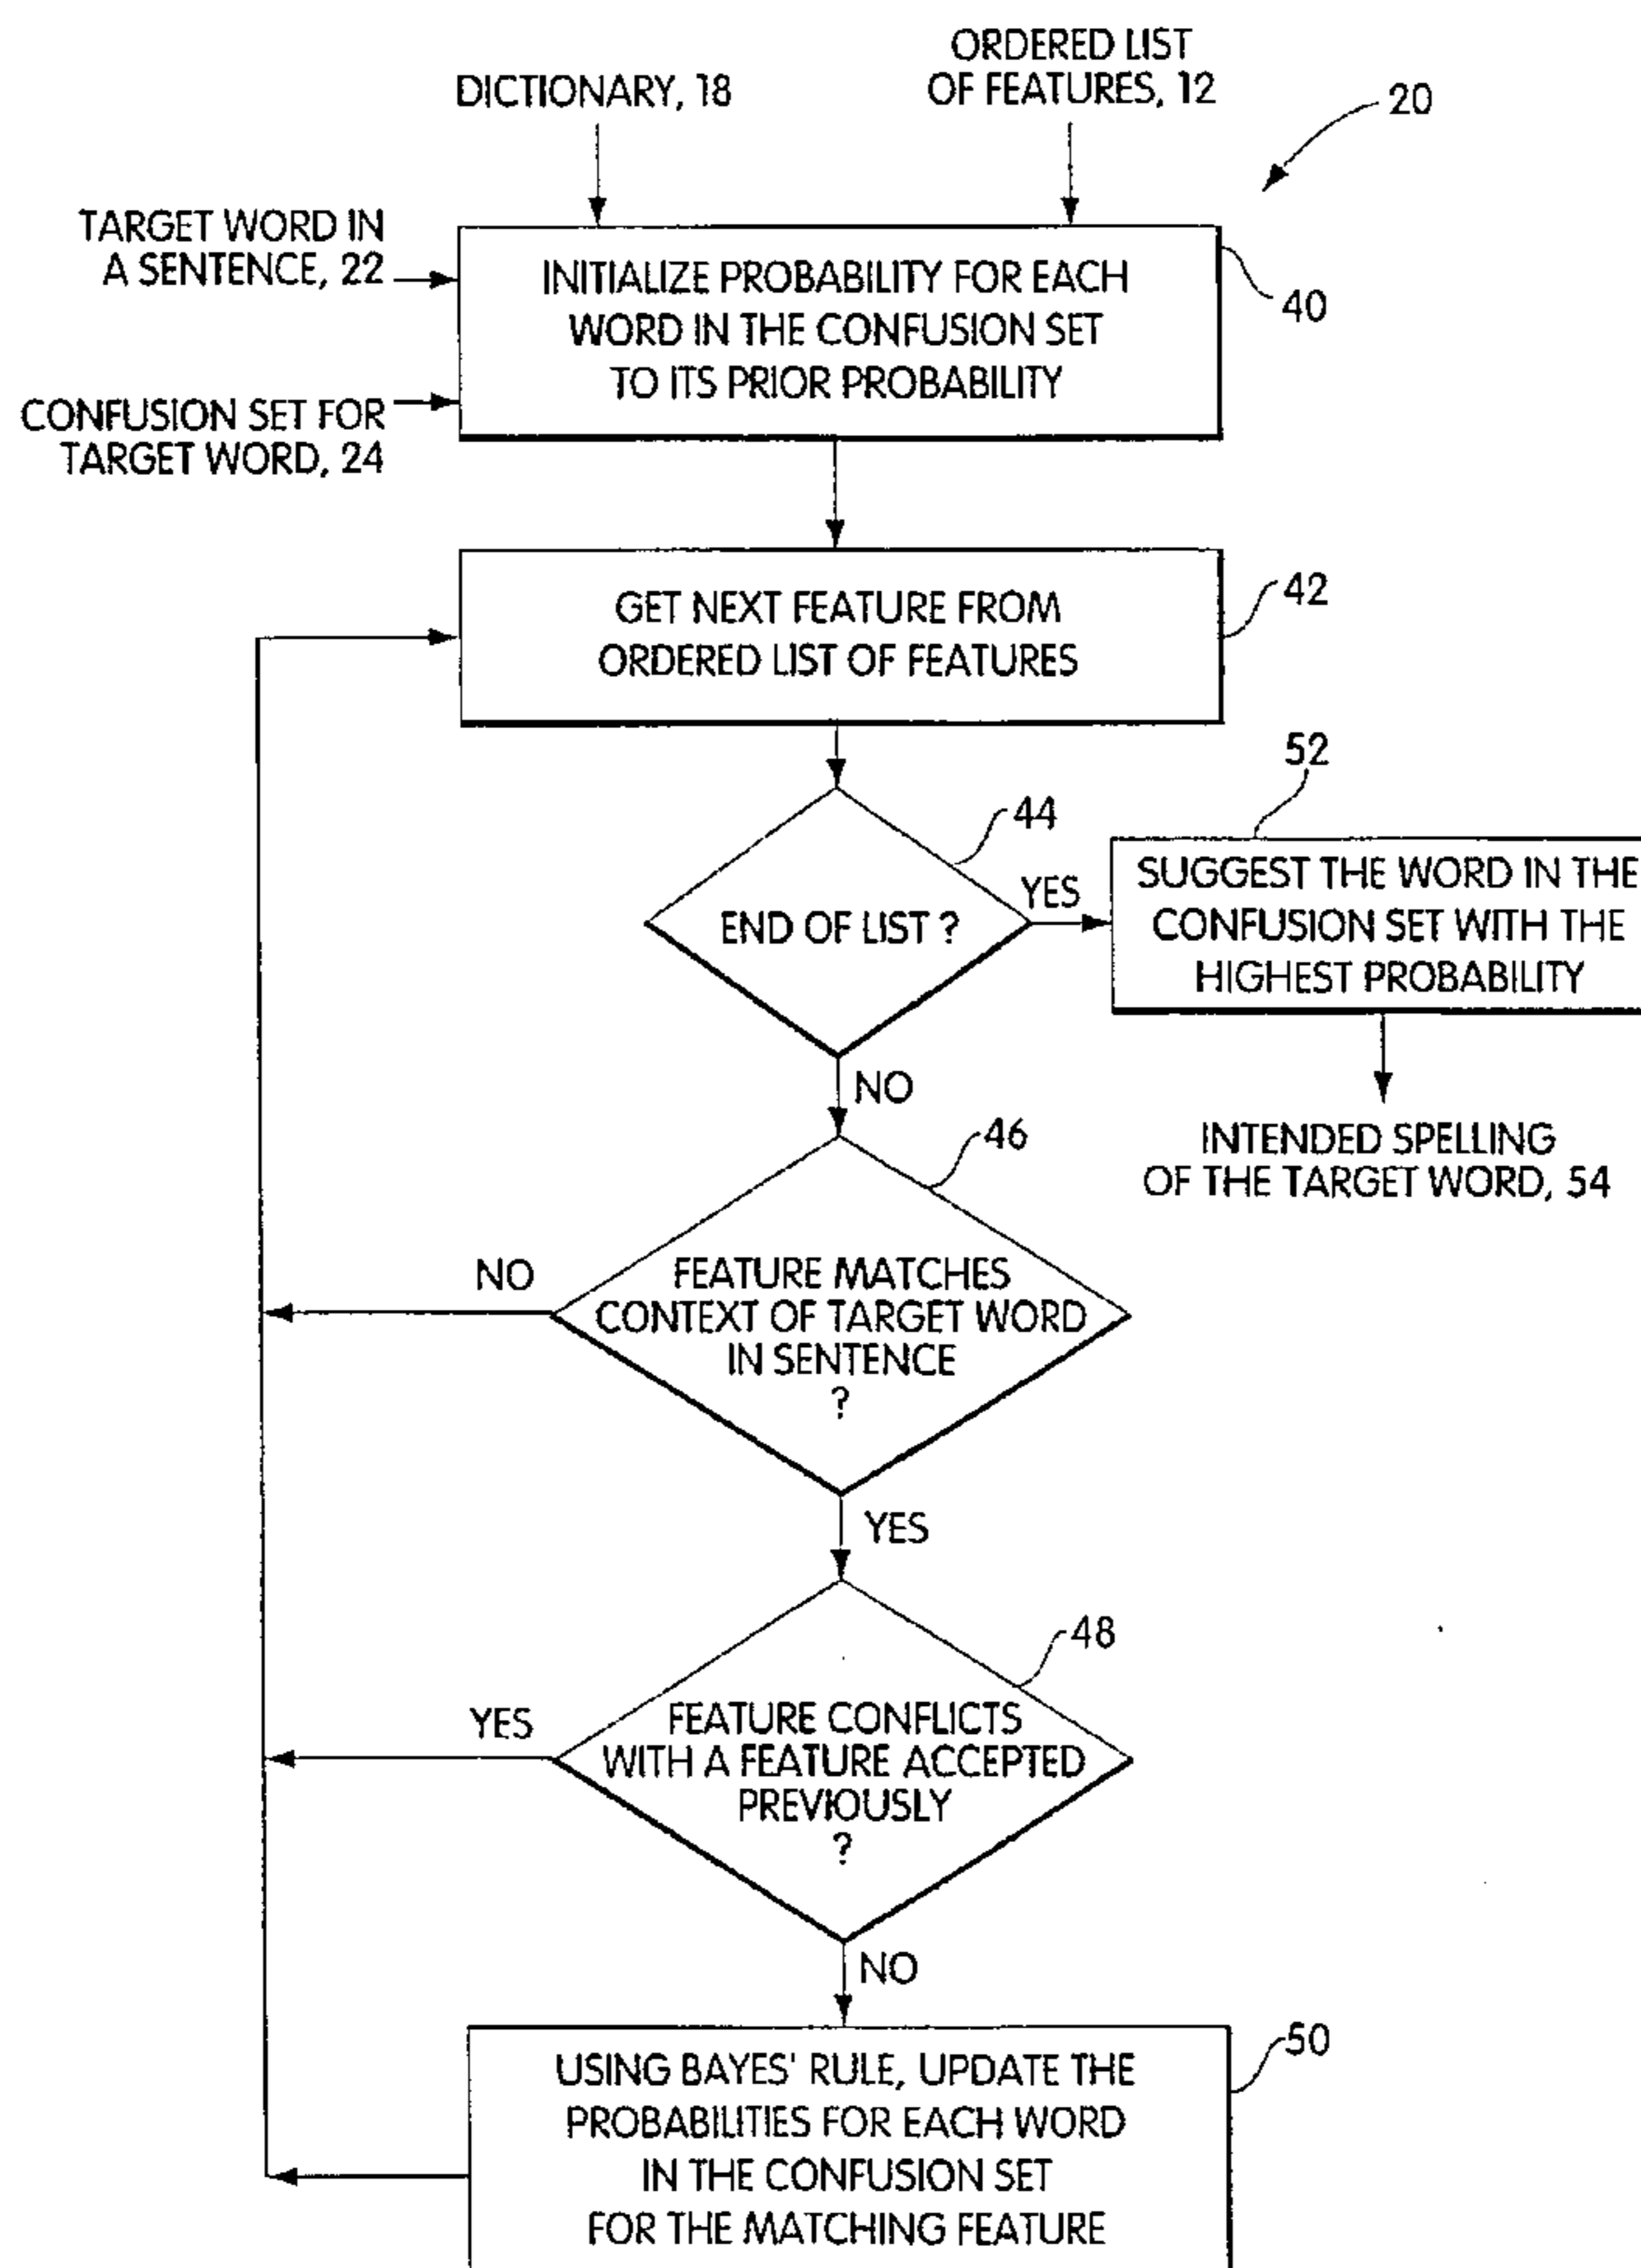 ORDERED LIST
OF FEATURES, 12
DICTIONARY, 18
20
TARGET WORD IN
A SENTENCE, 22
INITIALIZE PROBABILITY FOR EACH
WORD IN THE CONFUSION SET
TO ITS PRIOR PROBABILITY
40
CONFUSION SET FOR
TARGET WORD, 24
GET NEXT FEATURE FROM
ORDERED LIST OF FEATURES
42
52
44
END OF LIST ?
YES
SUGGEST THE WORD IN THE
CONFUSION SET WITH THE
HIGHEST PROBABILITY
NO
INTENDED SPELLING
OF THE TARGET WORD, 54
46
NO
FEATURE MATCHES
CONTEXT OF TARGET WORD
IN SENTENCE
?
YES
48
YES
FEATURE CONFLICTS
WITH A FEATURE ACCEPTED
PREVIOUSLY
?
NO
50
USING BAYES' RULE, UPDATE THE
PROBABILITIES FOR EACH WORD
IN THE CONFUSION SET
FOR THE MATCHING FEATURE